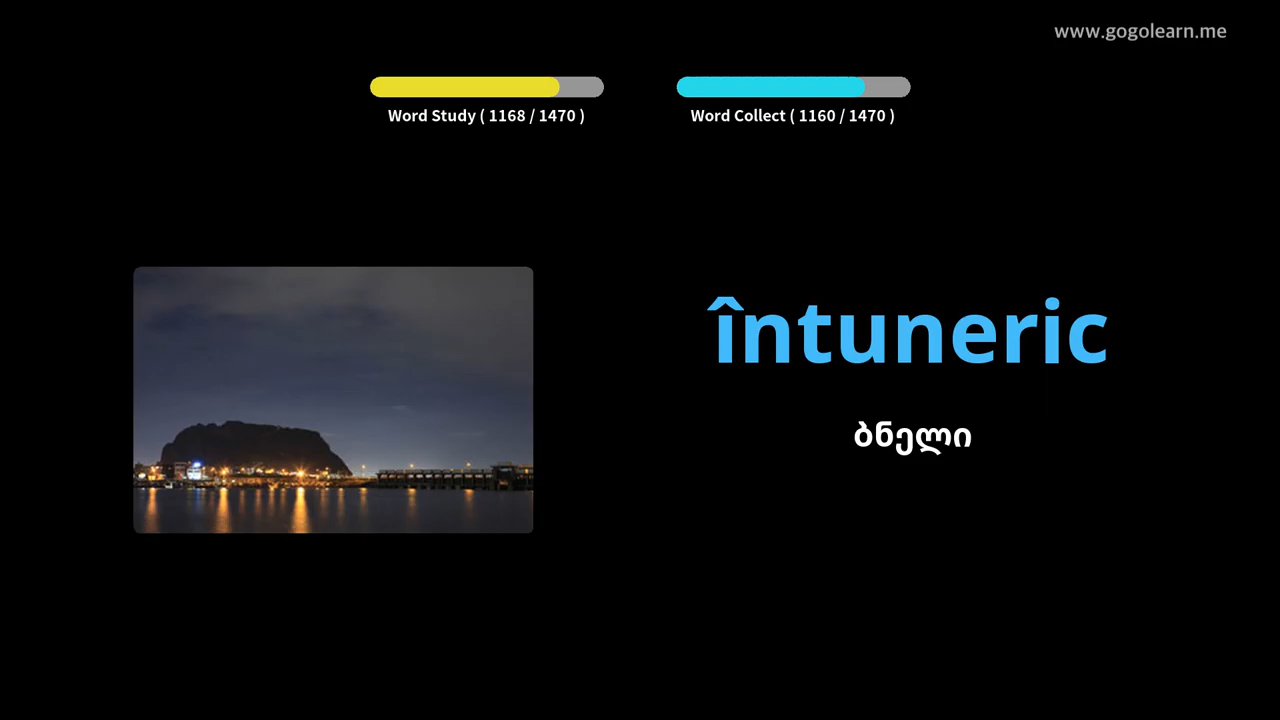 www.gogolearn.me
Word Study ( 1168 / 1470 )
Word Collect ( 1160 / 1470 )
întuneric
ბნელი